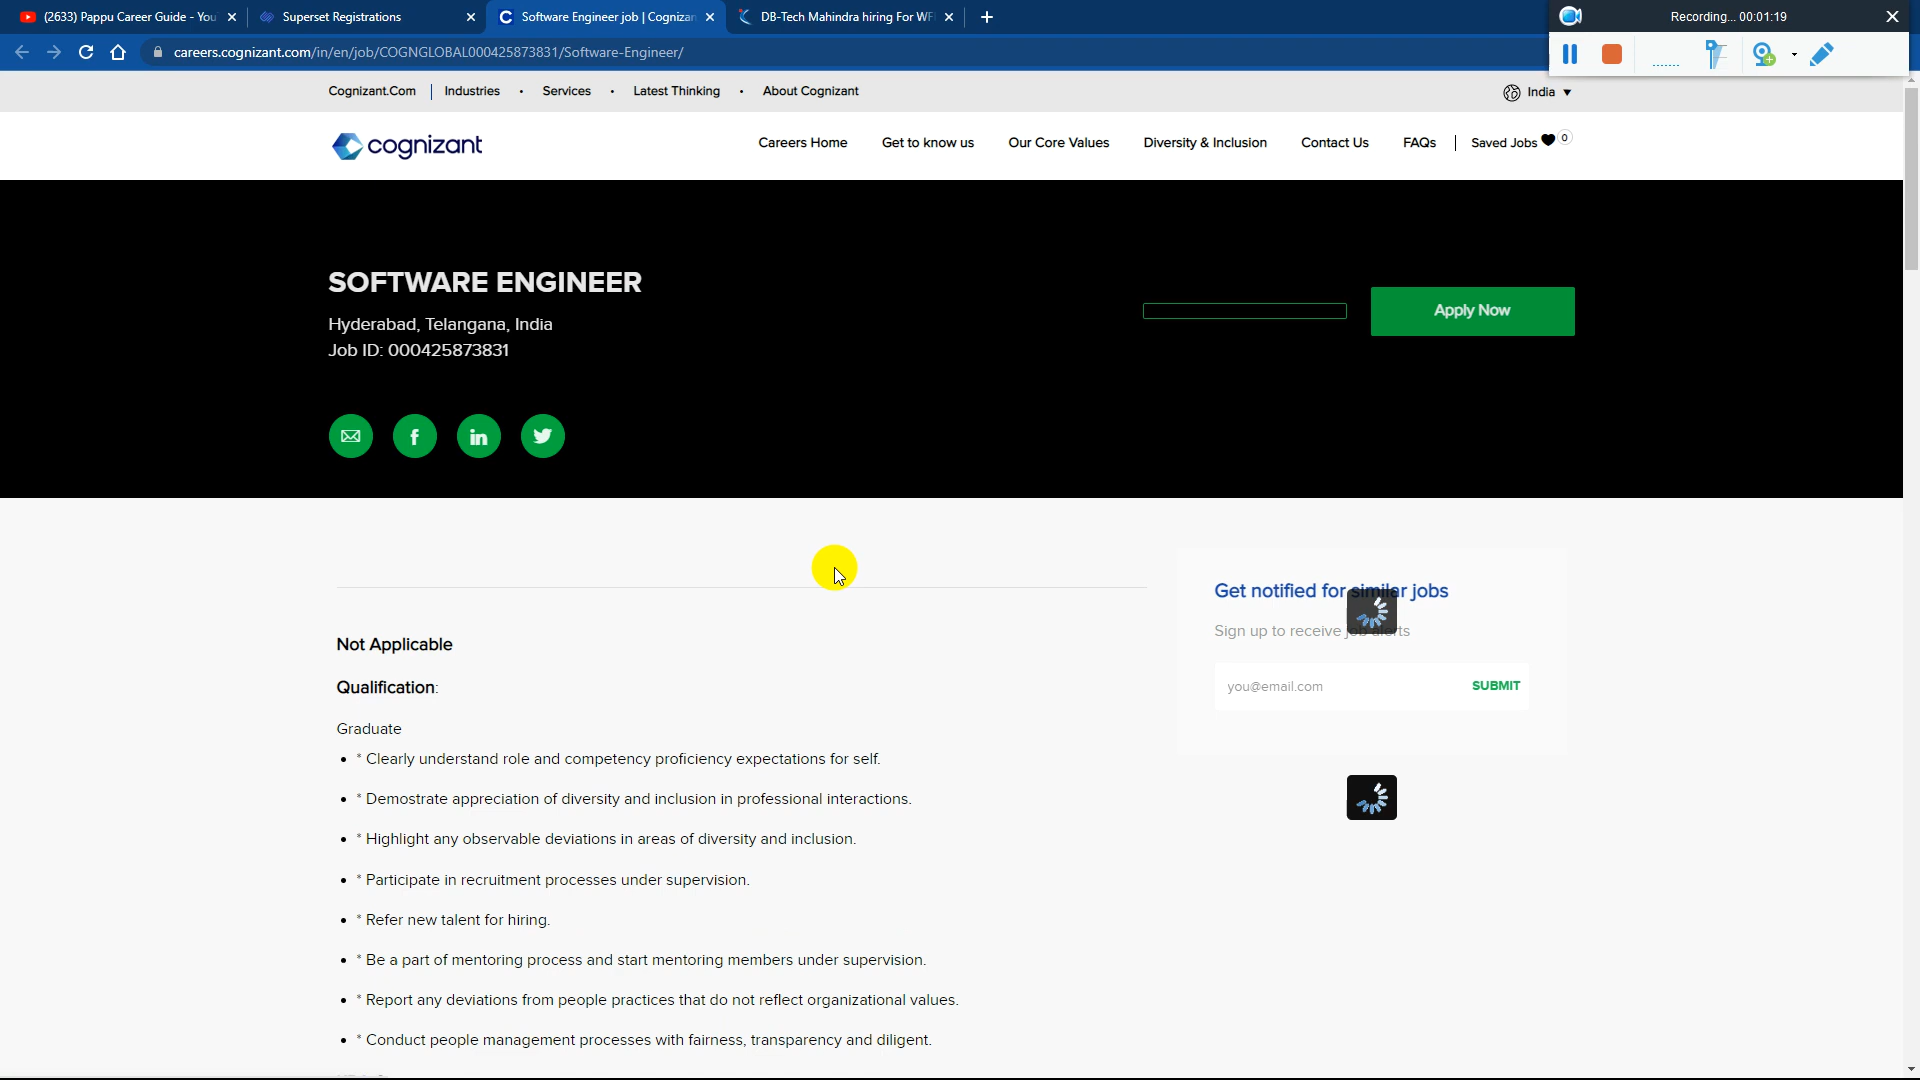 (2633) Pappu Career Guide - You
Superset Registrations
Software Engineer job | Cognizan
DB-Tech Mahindra hiring For WF
Recording... 00:01:19
careers.cognizant.com/in/en/job/COGNGLOBAL000425873831/Software-Engineer/
Cognizant.Com
Industries
Services
Latest Thinking
About Cognizant
India
cognizant
Careers Home
Get to know us
Our Core Values
Diversity & Inclusion
Contact Us
FAQs
Saved Jobs
0
SOFTWARE ENGINEER
Hyderabad, Telangana, India
Job ID: 000425873831
Apply Now
Get notified for similar jobs
Sign up to receive job alerts
you@email.com
SUBMIT
Not Applicable
Qualification:
Graduate
• * Clearly understand role and competency proficiency expectations for self.
• * Demostrate appreciation of diversity and inclusion in professional interactions.
• * Highlight any observable deviations in areas of diversity and inclusion.
• * Participate in recruitment processes under supervision.
• * Refer new talent for hiring.
• * Be a part of mentoring process and start mentoring members under supervision.
• * Report any deviations from people practices that do not reflect organizational values.
• * Conduct people management processes with fairness, transparency and diligent.